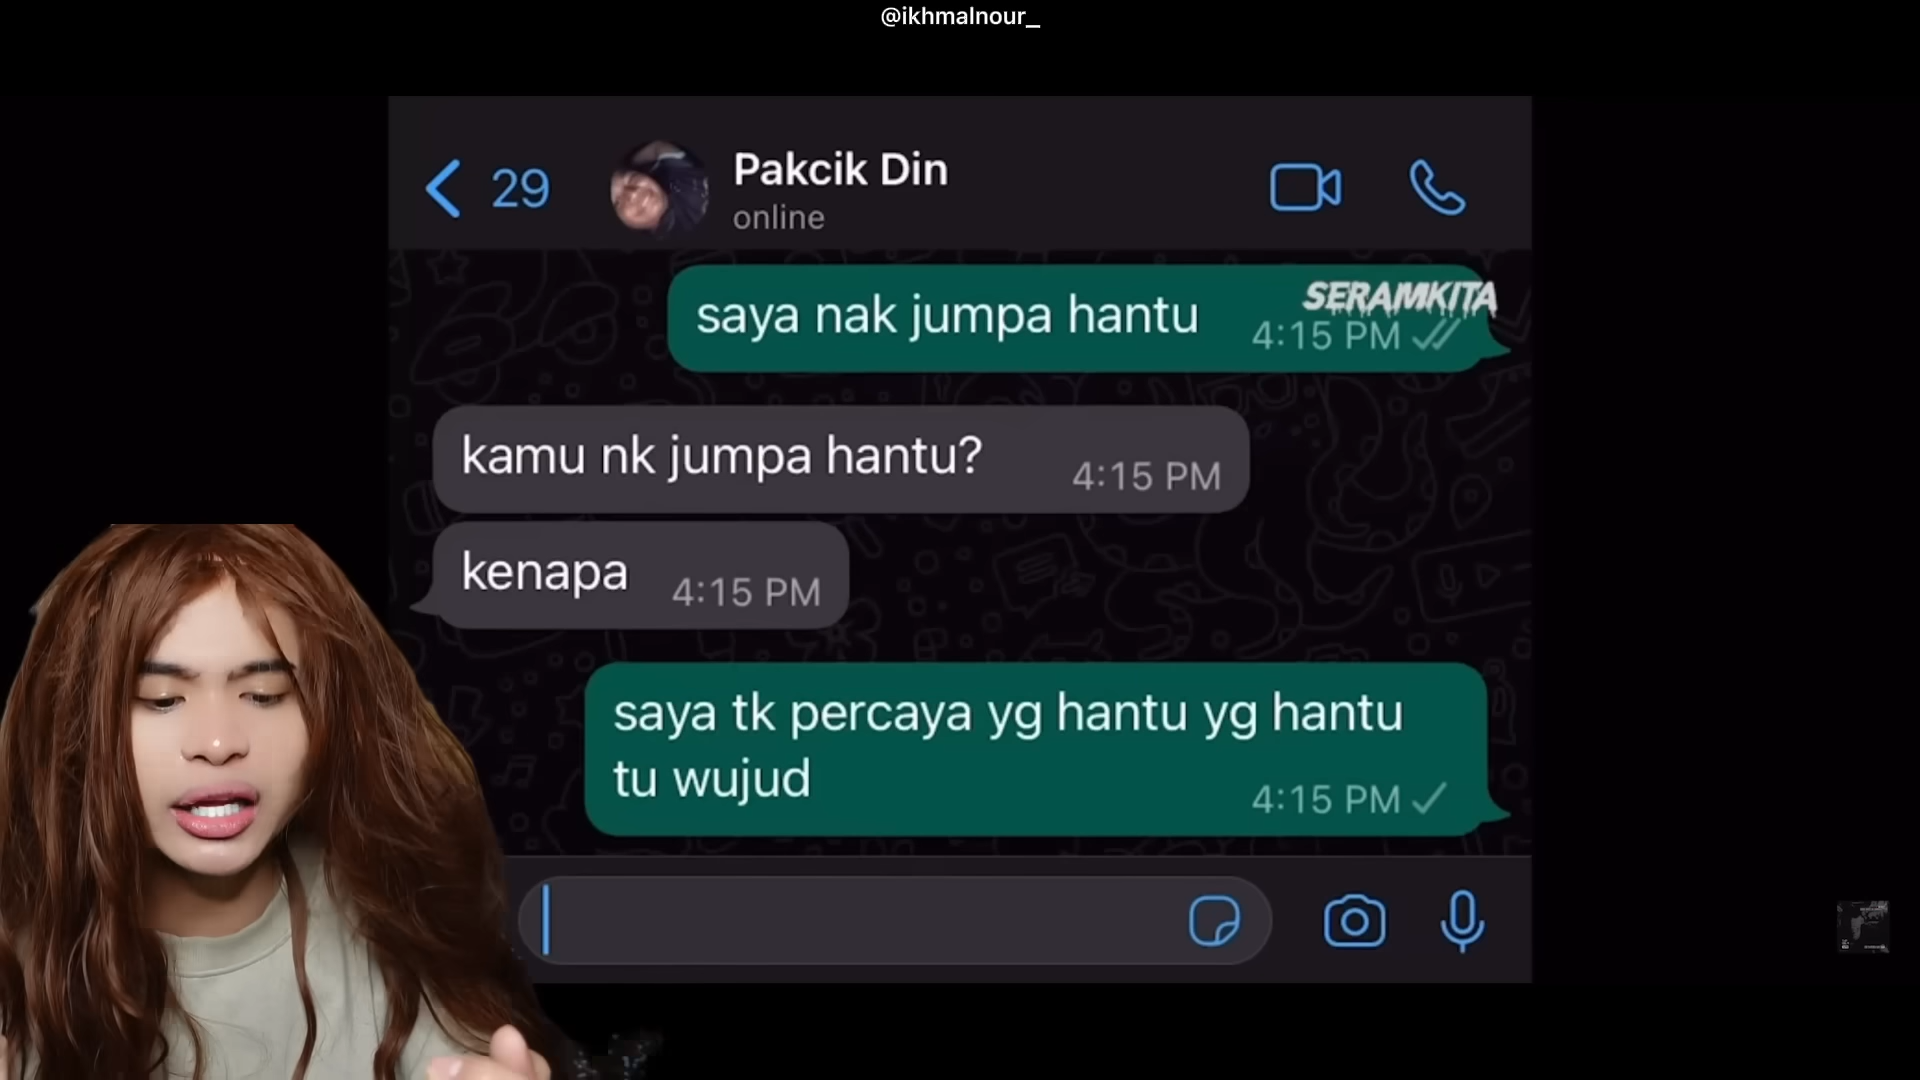 @ikhmalnour_
29
Pakcik Din
online
saya nak jumpa hantu
SERAMKITA
4:15 PM
kamu nk jumpa hantu?
4:15 PM
kenapa
4:15 PM
saya tk percaya yg hantu yg hantu
tu wujud
4:15 PM